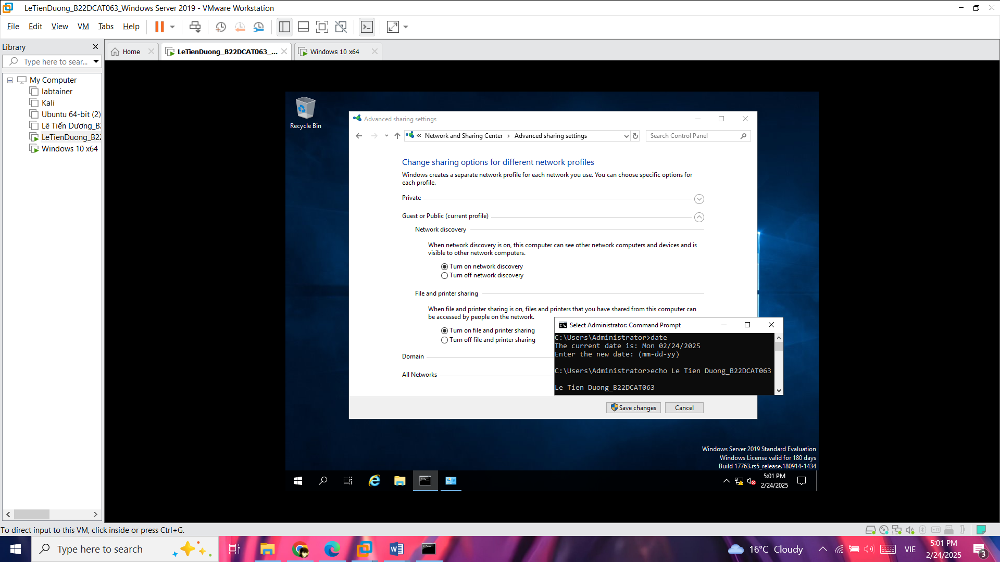 LeTienDuong_B22DCAT063_Windows Server 2019 - VMware Workstation
File Edit View VM Tabs Help
Library
Type here to sear...
My Computer
labtainer
Kali
Ubuntu 64-bit (2)
Lê Tiến Dương_B2
LeTienDuong_B22
Windows 10 x64
Home
LeTienDuong_B22DCAT063_...
Windows 10 x64
Recycle Bin
Advanced sharing settings
« Network and Sharing Center › Advanced sharing settings
Search Control Panel
Change sharing options for different network profiles
Windows creates a separate network profile for each network you use. You can choose specific options for
each profile.
Private
Guest or Public (current profile)
Network discovery
When network discovery is on, this computer can see other network computers and devices and is
visible to other network computers.
Turn on network discovery
Turn off network discovery
File and printer sharing
When file and printer sharing is on, files and printers that you have shared from this computer can
be accessed by people on the network.
Turn on file and printer sharing
Turn off file and printer sharing
Domain
All Networks
Save changes
Cancel
Select Administrator: Command Prompt
C:\Users\Administrator>date
The current date is: Mon 02/24/2025
Enter the new date: (mm-dd-yy)
C:\Users\Administrator>echo Le Tien Duong_B22DCAT063
Le Tien Duong_B22DCAT063
Windows Server 2019 Standard Evaluation
Windows License valid for 180 days
Build 17763.rs5_release.180914-1434
5:01 PM
2/24/2025
To direct input to this VM, click inside or press Ctrl+G.
Type here to search
16°C Cloudy
VIE
5:01 PM
2/24/2025
3